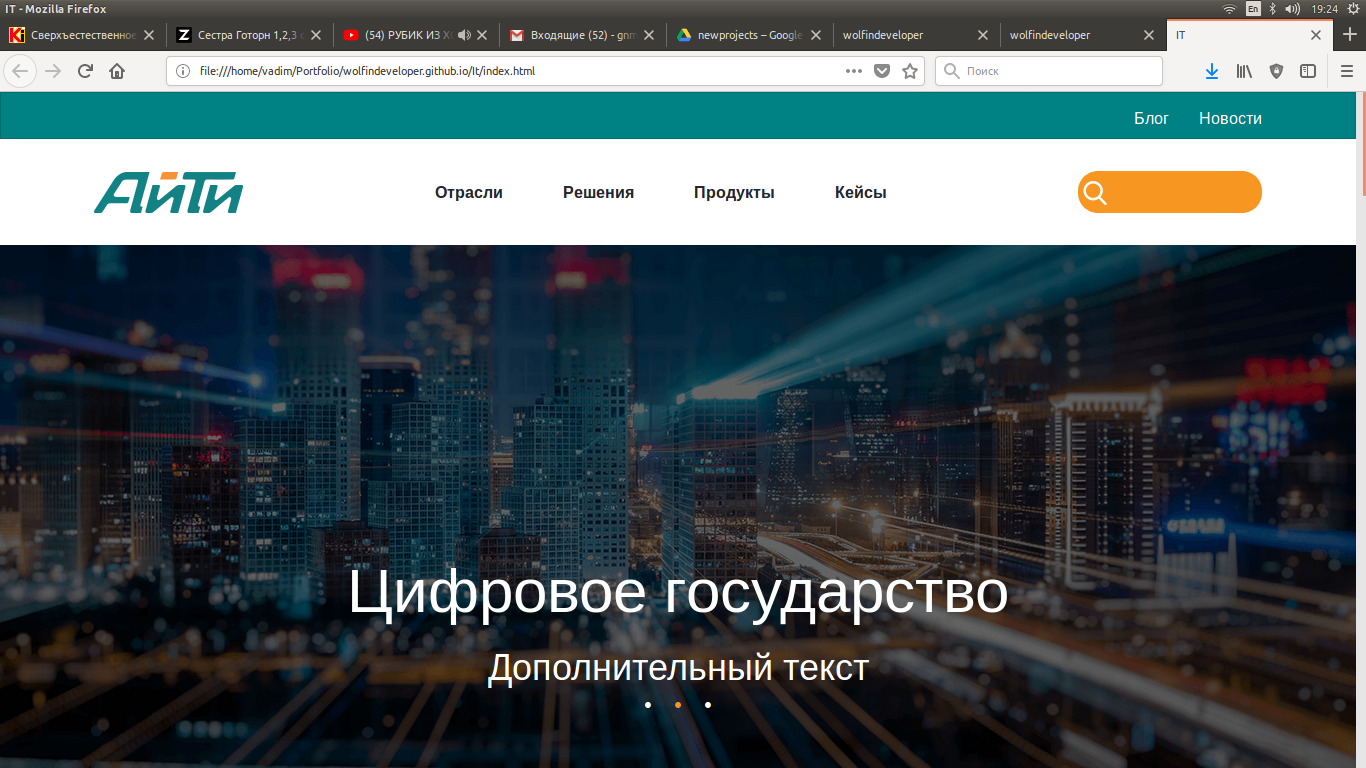 IT - Mozilla Firefox
En
19:24
Сверхъестественное
Сестра Готорн 1,2,3
(54) РУБИК ИЗ
Входящие (52) - gnm
newprojects – Google
wolfindeveloper
wolfindeveloper
IT
file:///home/vadim/Portfolio/wolfindeveloper.github.io/It/index.html
Поиск
Блог
Новости
АйТи
Отрасли
Решения
Продукты
Кейсы
Цифровое государство
Дополнительный текст